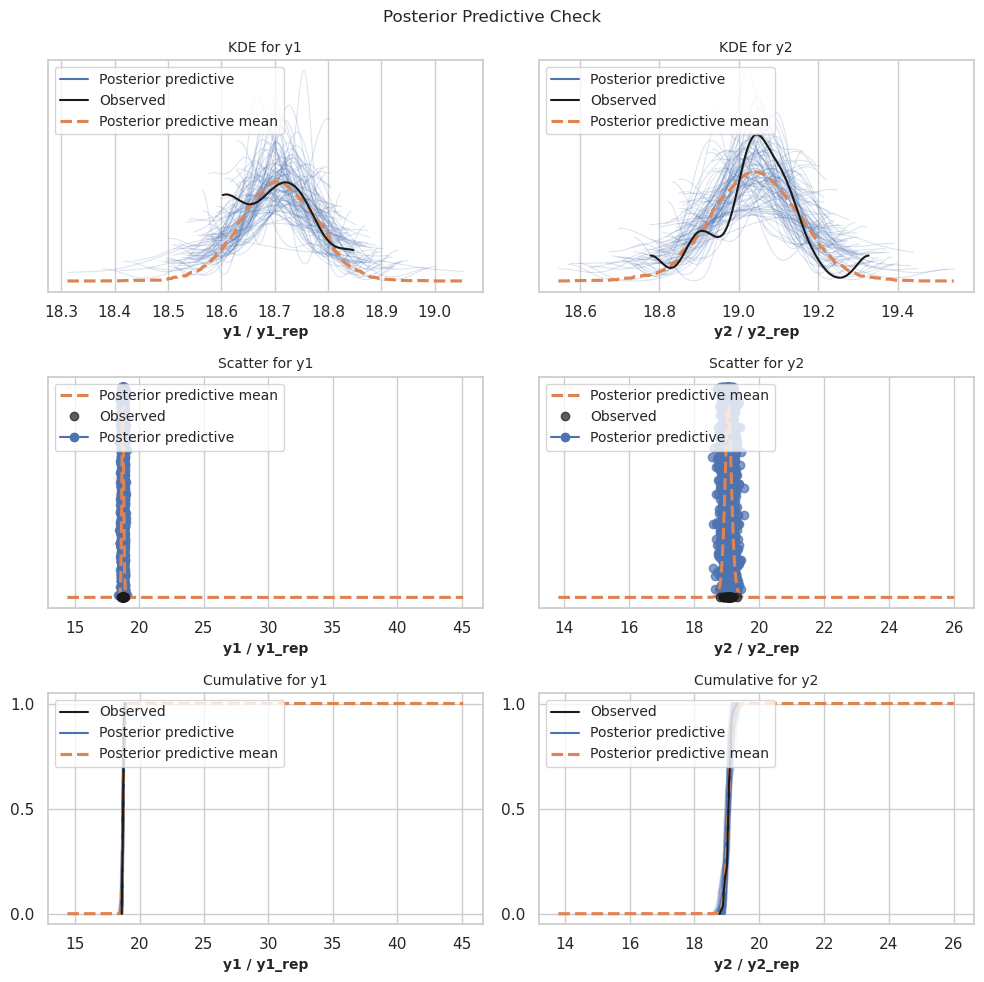 Posterior Predictive Check
KDE for y1
Posterior predictive
Observed
Posterior predictive mean
18.3 18.4 18.5 18.6 18.7 18.8 18.9 19.0
y1 / y1_rep
KDE for y2
Posterior predictive
Observed
Posterior predictive mean
18.6 18.8 19.0 19.2 19.4
y2 / y2_rep
Scatter for y1
Posterior predictive mean
Observed
Posterior predictive
15 20 25 30 35 40 45
y1 / y1_rep
Scatter for y2
Posterior predictive mean
Observed
Posterior predictive
14 16 18 20 22 24 26
y2 / y2_rep
Cumulative for y1
1.0
Observed
Posterior predictive
Posterior predictive mean
0.5
0.0
15 20 25 30 35 40 45
y1 / y1_rep
Cumulative for y2
1.0
Observed
Posterior predictive
Posterior predictive mean
0.5
0.0
14 16 18 20 22 24 26
y2 / y2_rep